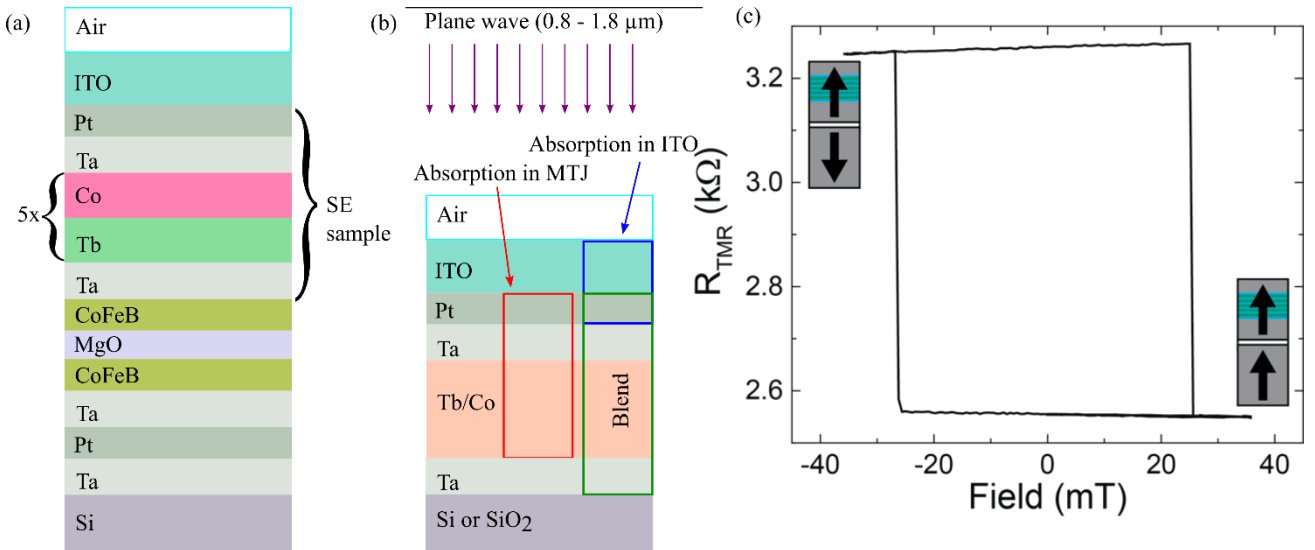 (a)
Air
ITO
Pt
Ta
Co
5x
Tb
Ta
CoFeB
MgO
CoFeB
Ta
Pt
Ta
Si
SE
sample
(b)
Plane wave (0.8 - 1.8 µm)
Absorption in ITO
Absorption in MTJ
Air
ITO
Pt
Ta
Tb/Co
Blend
Ta
Si or SiO₂
(c)
R_TMR (kΩ)
3.2
3.0
2.8
2.6
-40
-20
0
20
40
Field (mT)